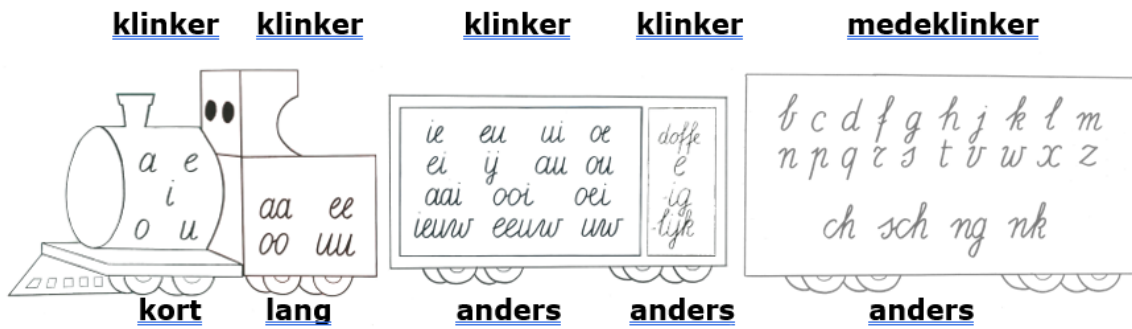 klinker klinker klinker klinker medeklinker
a e
i
o u
aa ee
oo uu
ie eu ui oe
ei ij au ou
aai ooi oei
ieuw eeuw uw
doffe
e
-ig
-lijk
b c d f g h j k l m
n p q r s t v w x z
ch sch ng nk
kort lang anders anders anders